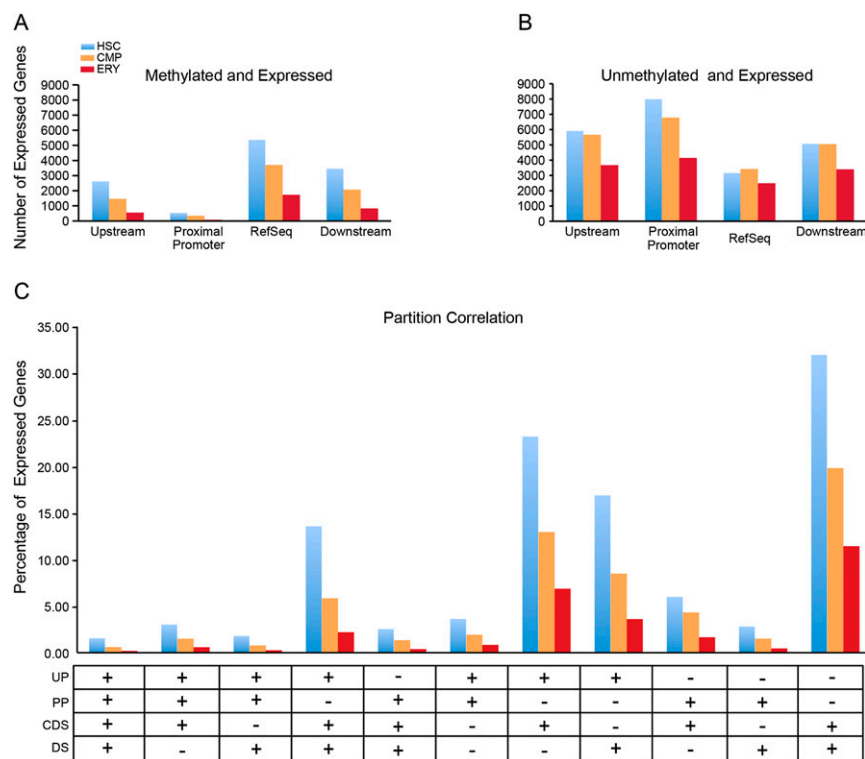 A
HSC
CMP
ERY
Methylated and Expressed
Number of Expressed Genes
9000
8000
7000
6000
5000
4000
3000
2000
1000
0
Upstream
Proximal
Promoter
RefSeq
Downstream
B
Unmethylated and Expressed
9000
8000
7000
6000
5000
4000
3000
2000
1000
0
Upstream
Proximal
Promoter
RefSeq
Downstream
C
Partition Correlation
Percentage of Expressed Genes
35.00
30.00
25.00
20.00
15.00
10.00
5.00
0.00
UP + + + + - + + + - - -
PP + + + - + + - - + + -
CDS + + - + + - + - + - +
DS + - + + + - - + - + +